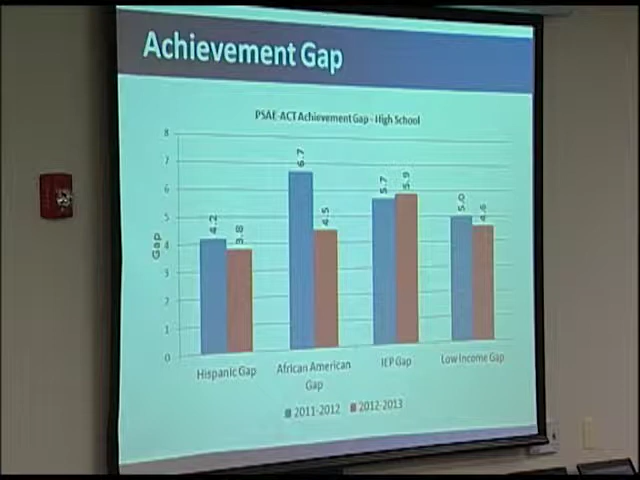 Achievement Gap
PSAE-ACT Achievement Gap - High School
8
7
6
5
4
3
2
1
0
Gap
4.2
3.8
6.7
4.5
5.7
5.9
5.0
4.6
Hispanic Gap
African American
Gap
IEP Gap
Low Income Gap
2011-2012
2012-2013